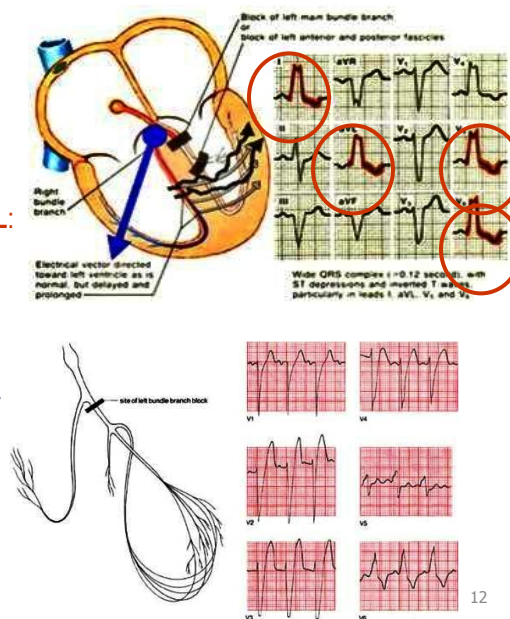 Block of left main bundle branch
or
block of left anterior and posterior fascicles
I
aVR
V₁
V₄
II
aVL
V₂
V
III
aVF
V₃
V₆
Right
bundle
branch
L:
Electrical vector directed
toward left ventricle as is
normal, but delayed and
prolonged
Wide QRS complex (>0.12 second), with
ST depressions and inverted T waves,
particularly in leads I, aVL, V₅ and V₆
site of left bundle branch block
V1
V4
V2
V5
V3
V6
12